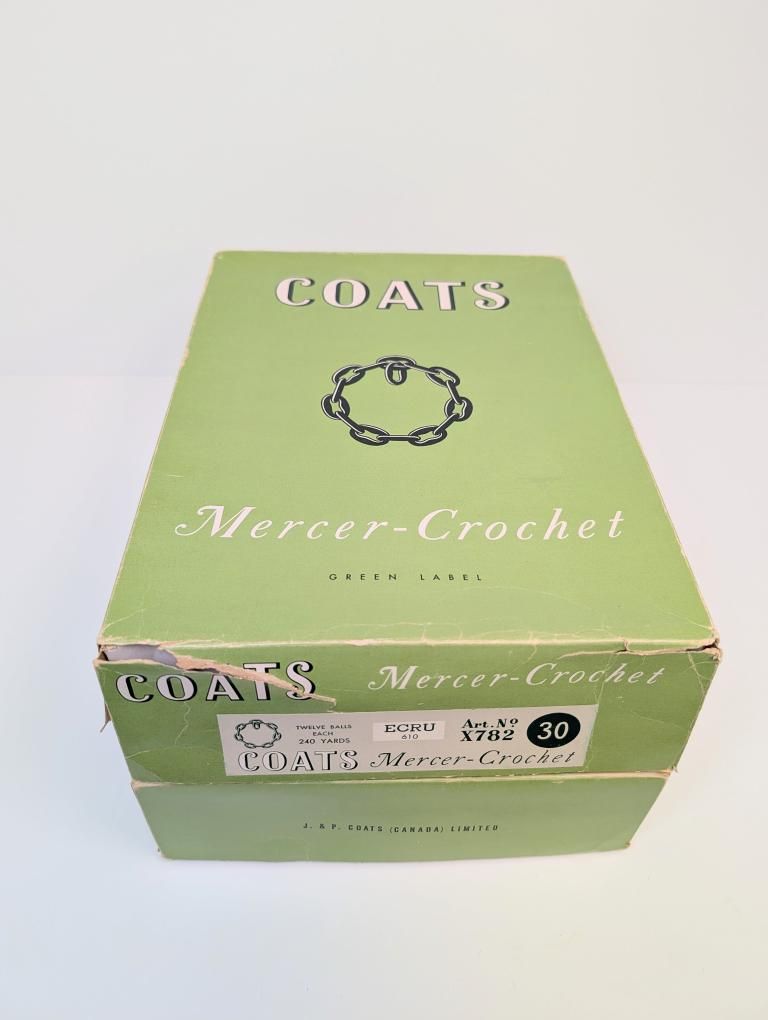 COATS
Mercer-Crochet
GREEN LABEL
COATS Mercer-Crochet
TWELVE BALLS
EACH
240 YARDS
ECRU
610
Art. Nº
X782
30
COATS Mercer-Crochet
J. & P. COATS (CANADA) LIMITED